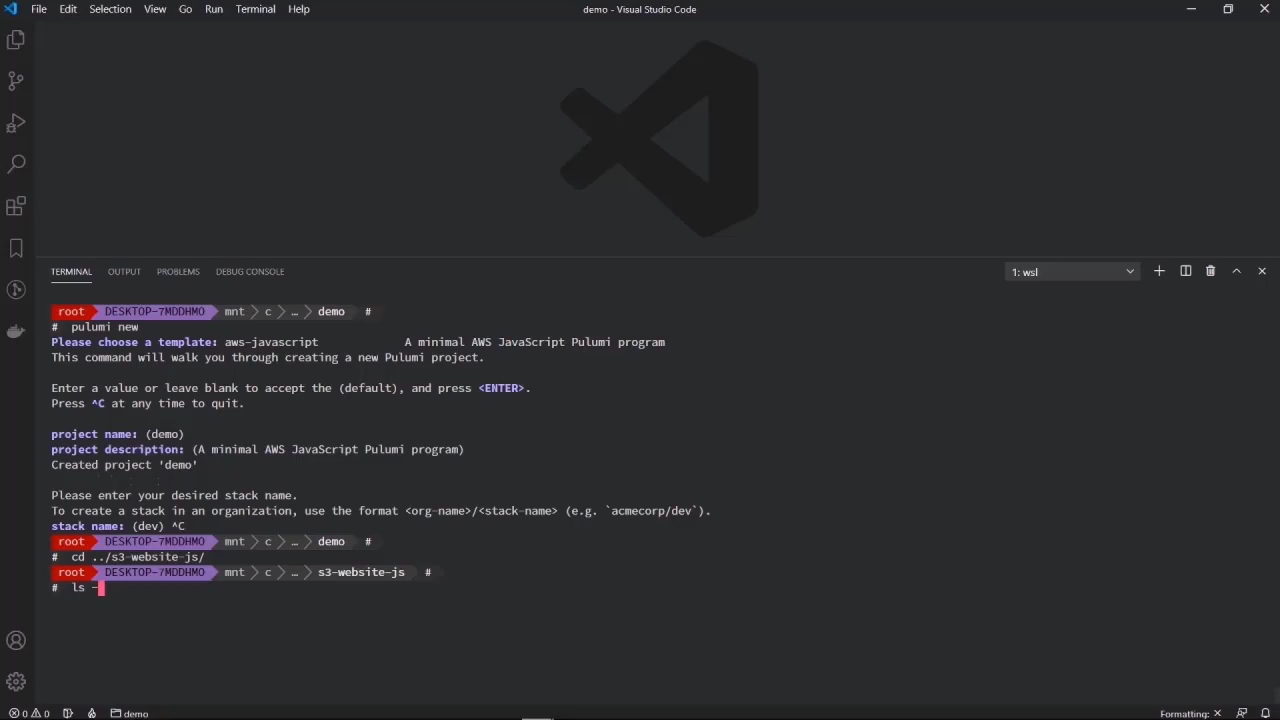 File Edit Selection View Go Run Terminal Help demo - Visual Studio Code
TERMINAL OUTPUT PROBLEMS DEBUG CONSOLE 1: wsl
root DESKTOP-7MDDHMO mnt c … demo #
# pulumi new
Please choose a template: aws-javascript A minimal AWS JavaScript Pulumi program
This command will walk you through creating a new Pulumi project.
Enter a value or leave blank to accept the (default), and press <ENTER>.
Press ^C at any time to quit.
project name: (demo)
project description: (A minimal AWS JavaScript Pulumi program)
Created project 'demo'
Please enter your desired stack name.
To create a stack in an organization, use the format <org-name>/<stack-name> (e.g. `acmecorp/dev`).
stack name: (dev) ^C
root DESKTOP-7MDDHMO mnt c … demo #
# cd ../s3-website-js/
root DESKTOP-7MDDHMO mnt c … s3-website-js #
# ls -
0 0 demo Formatting: ×